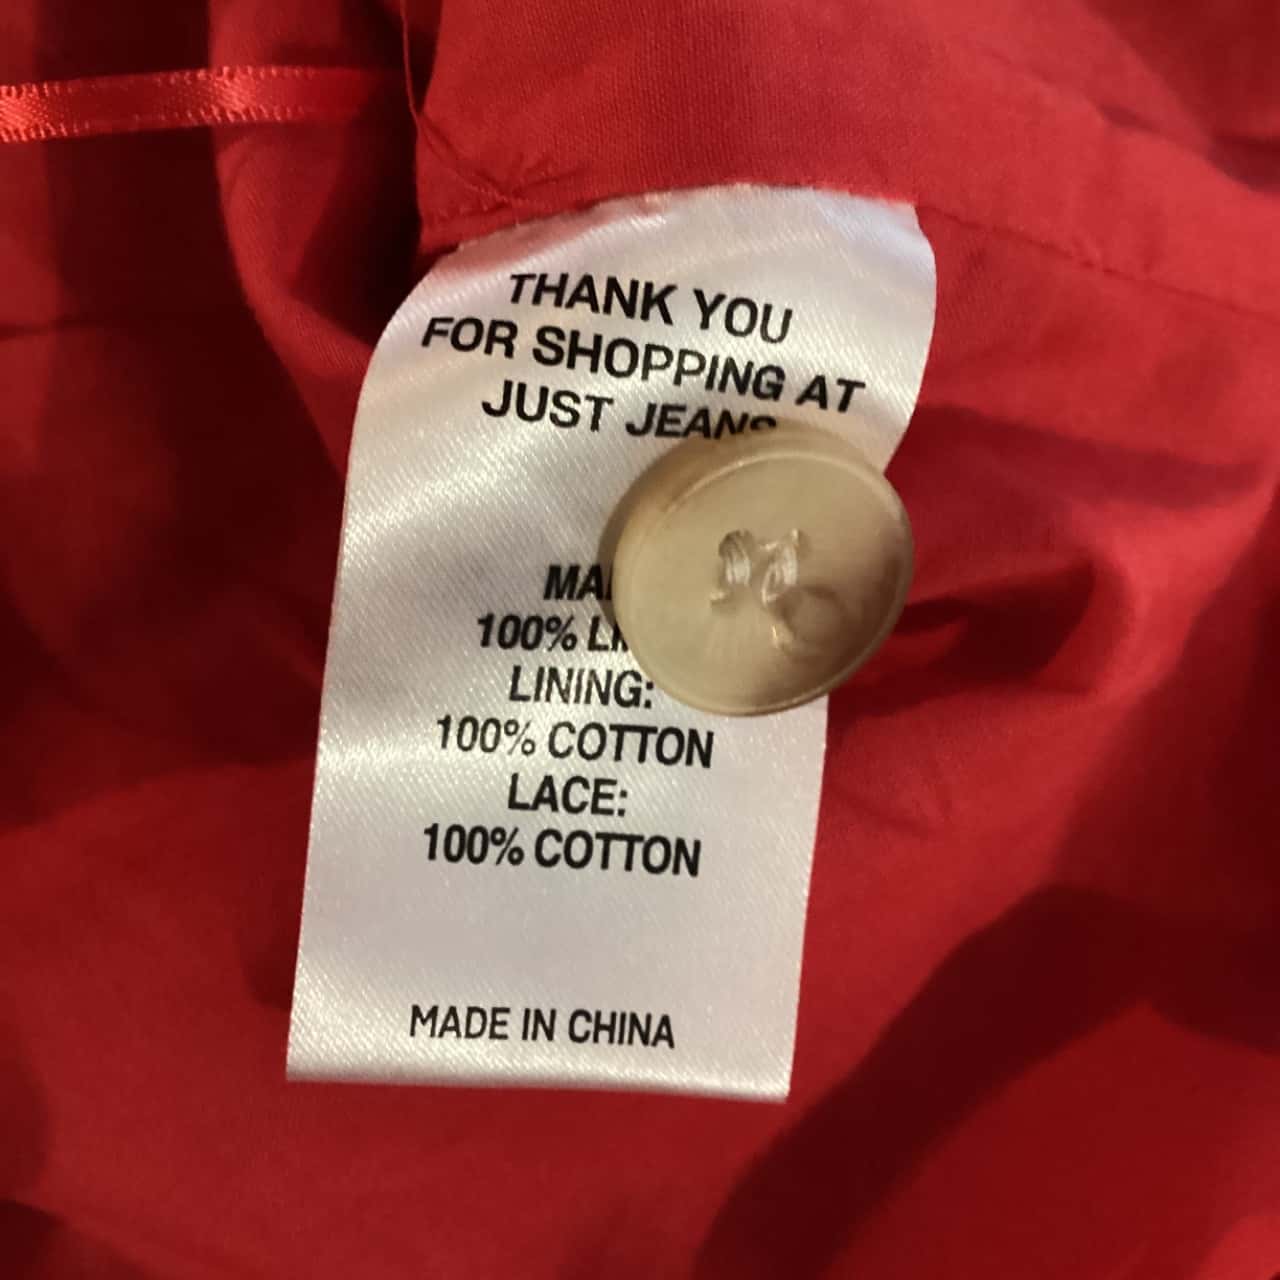 THANK YOU
FOR SHOPPING AT
JUST JEANS
100%
LINING:
100% COTTON
LACE:
100% COTTON
MADE IN CHINA